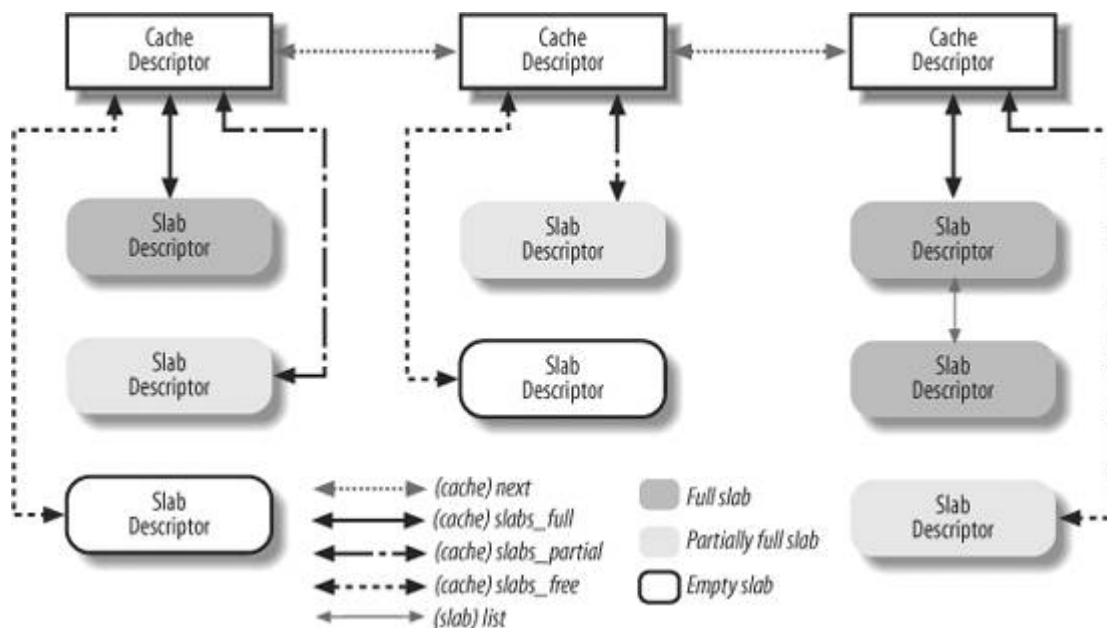 Cache
Descriptor
Cache
Descriptor
Cache
Descriptor
Slab
Descriptor
Slab
Descriptor
Slab
Descriptor
Slab
Descriptor
Slab
Descriptor
Slab
Descriptor
Slab
Descriptor
Slab
Descriptor
(cache) next
(cache) slabs_full
(cache) slabs_partial
(cache) slabs_free
(slab) list
Full slab
Partially full slab
Empty slab